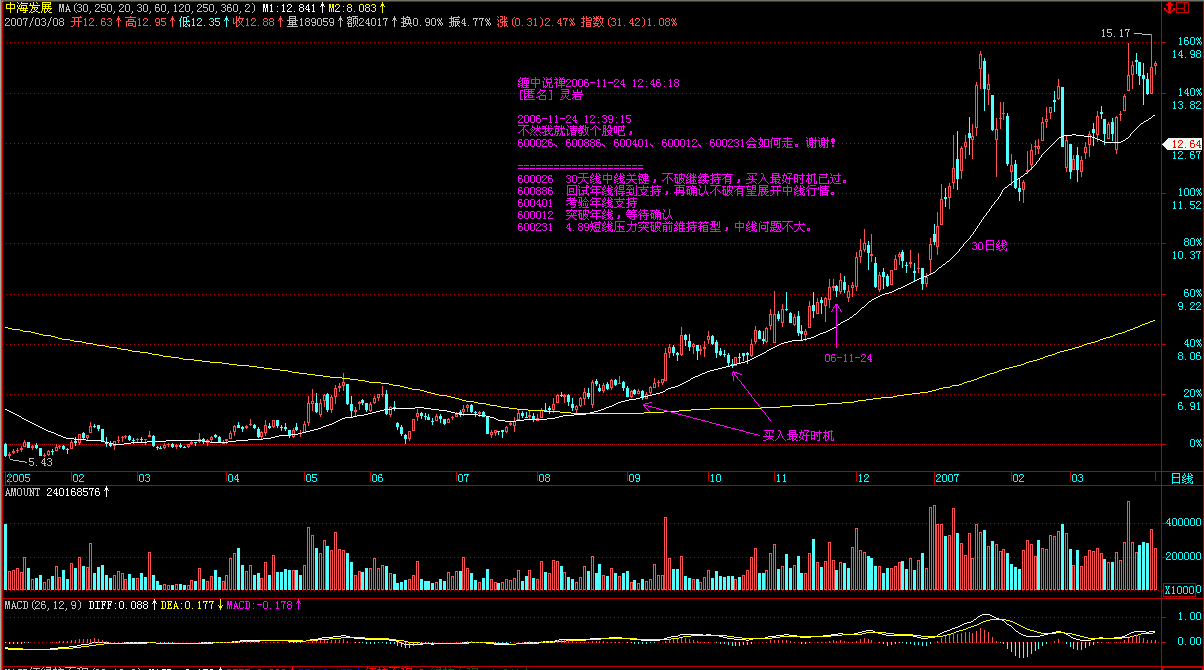 中海发展 MA(30,250,20,30,60,120,250,360,2) M1:12.841↑M2:8.083↑
2007/03/08 开12.63↑高12.95↑低12.35↑收12.88↑量189059↑额24017↑换0.90% 振4.77% 涨(0.31)2.47% 指数(31.42)1.08%
15.17
160%
14.98
缠中说禅2006-11-24 12:46:18
[匿名] 灵岩
140%
13.82
2006-11-24 12:39:15
不然我就请教个股吧，
600026、600886、600401、600012、600231会如何走。谢谢！
12.64
12.67
=====================
600026 30天线中线关键，不破继续持有，买入最好时机已过。
600886 回试年线得到支持，再确认不破有望展开中线行情。
600401 考验年线支持
600012 突破年线，等待确认
600231 4.89短线压力突破前維持箱型，中线问题不大。
100%
11.52
30日线
80%
10.37
60%
9.22
06-11-24
40%
8.06
20%
6.91
买入最好时机
0%
5.43
2005 02 03 04 05 06 07 08 09 10 11 12 2007 02 03 日线
AMOUNT 240168576↑
400000
200000
X10000
MACD(26,12,9) DIFF:0.088↑DEA:0.177↓MACD:-0.178↑
1.00
0.00